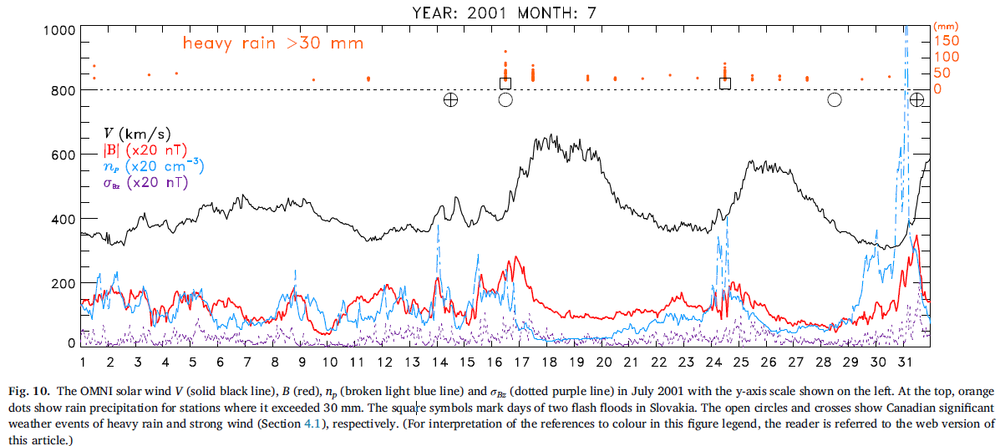 YEAR: 2001 MONTH: 7
1000
800
600
400
200
0
heavy rain >30 mm
(mm)
150
100
50
0
V (km/s)
|B| (x20 nT)
nₚ (x20 cm⁻³)
σBz (x20 nT)
1 2 3 4 5 6 7 8 9 10 11 12 13 14 15 16 17 18 19 20 21 22 23 24 25 26 27 28 29 30 31
Fig. 10. The OMNI solar wind V (solid black line), B (red), nₚ (broken light blue line) and σBz (dotted purple line) in July 2001 with the y-axis scale shown on the left. At the top, orange
dots show rain precipitation for stations where it exceeded 30 mm. The square symbols mark days of two flash floods in Slovakia. The open circles and crosses show Canadian significant
weather events of heavy rain and strong wind (Section 4.1), respectively. (For interpretation of the references to colour in this figure legend, the reader is referred to the web version of
this article.)